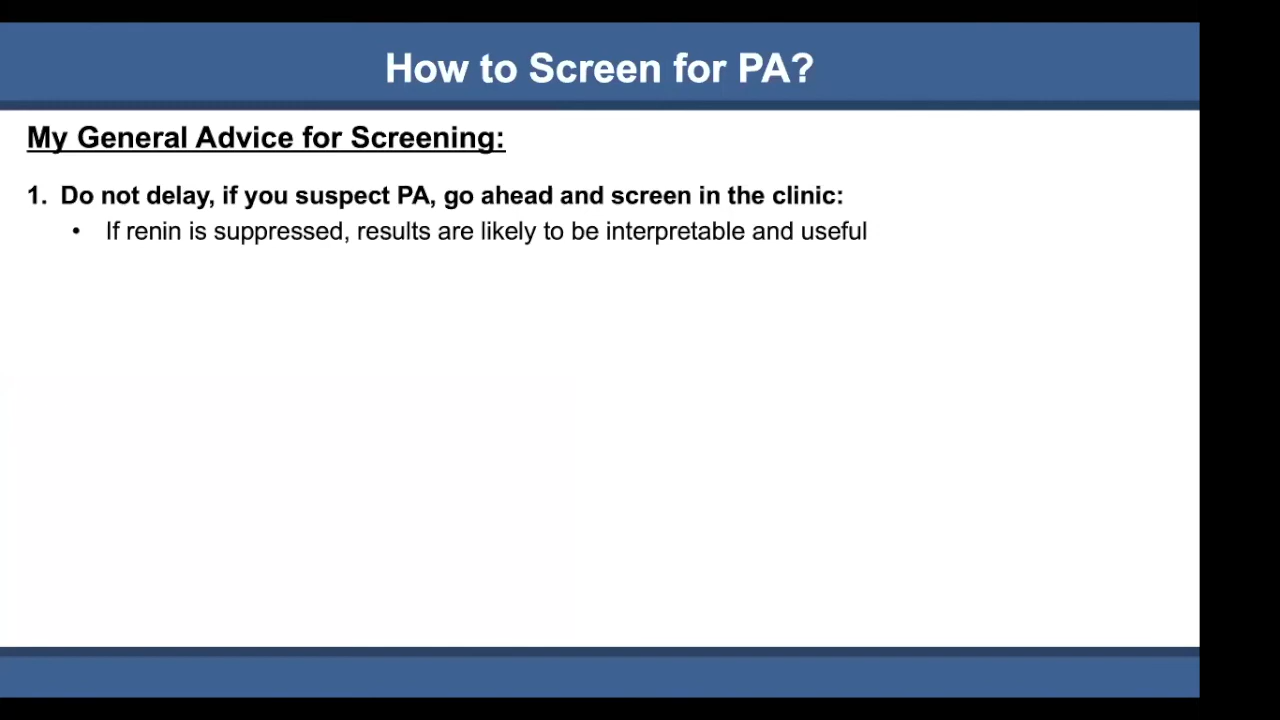 How to Screen for PA?
My General Advice for Screening:
1. Do not delay, if you suspect PA, go ahead and screen in the clinic:
• If renin is suppressed, results are likely to be interpretable and useful